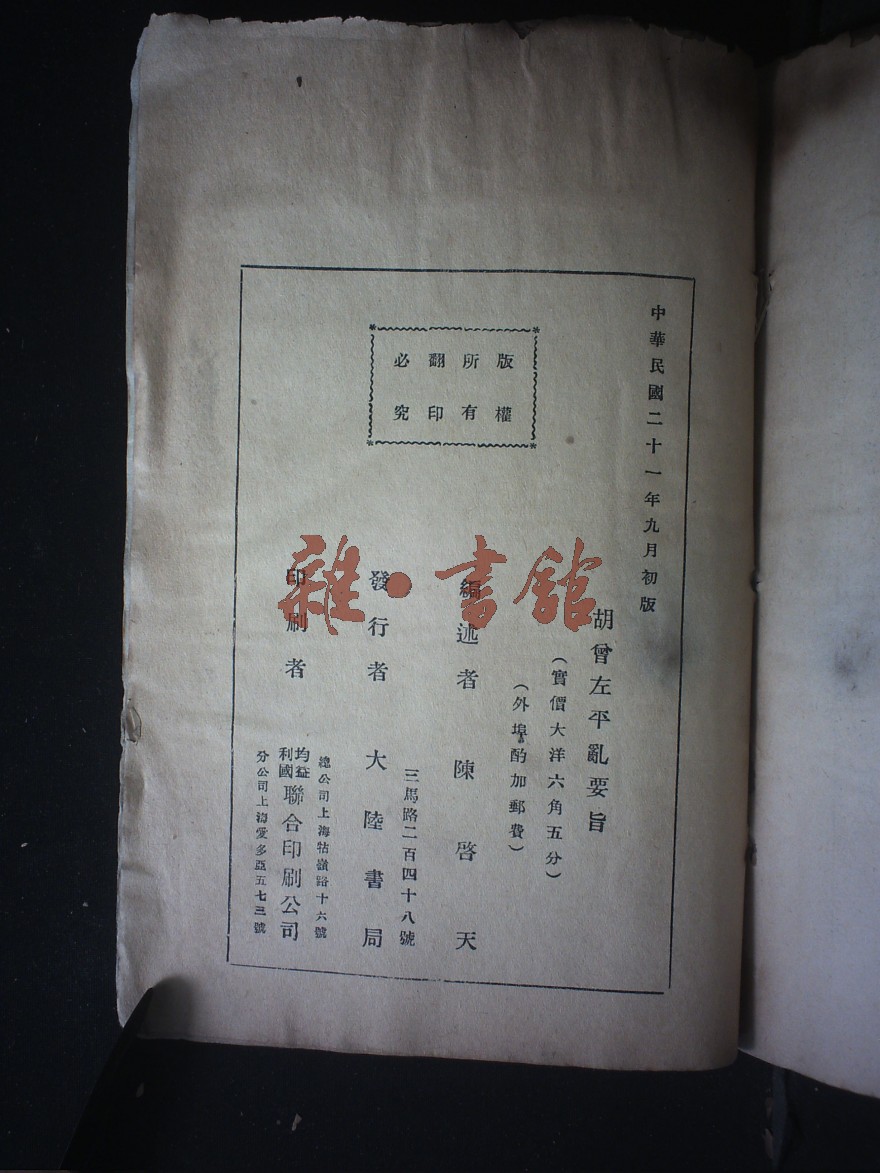 中華民國二十一年九月初版
胡曾左平亂要旨
(實價大洋六角五分)
(外埠酌加郵費)
編述者 陳啓天
三馬路二百四十八號
發行者 大陸書局
總公司上海牯嶺路十六號
印刷者 均益利國聯合印刷公司
分公司上海愛多亞五七三號
版權
所有
翻印
必究
雜·書館